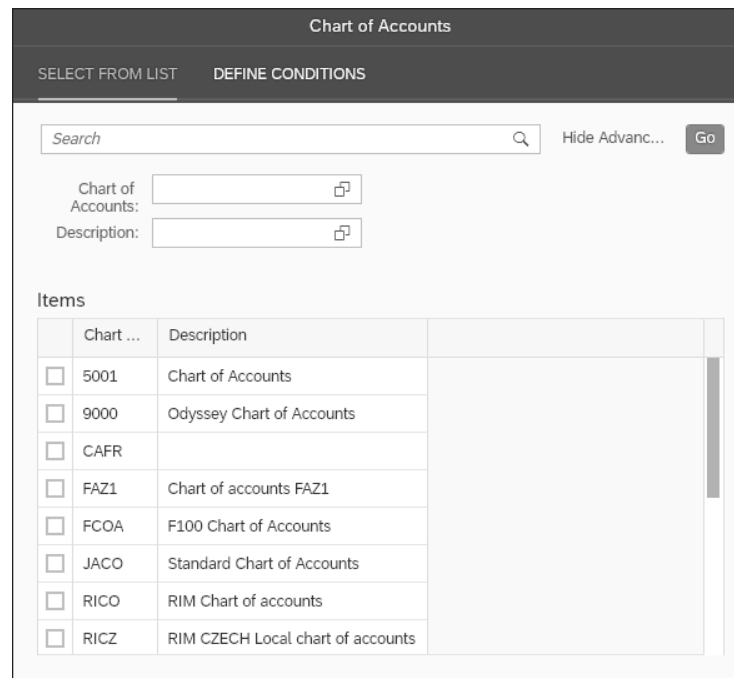 Chart of Accounts
SELECT FROM LIST DEFINE CONDITIONS
Search Hide Advanc... Go
Chart of
Accounts:
Description:
Items
Chart ... Description
5001 Chart of Accounts
9000 Odyssey Chart of Accounts
CAFR
FAZ1 Chart of accounts FAZ1
FCOA F100 Chart of Accounts
JACO Standard Chart of Accounts
RICO RIM Chart of accounts
RICZ RIM CZECH Local chart of accounts